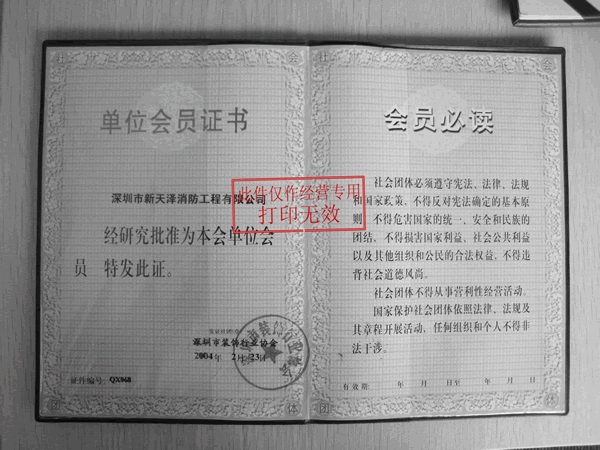 社
会
单位会员证书
深圳市新天泽消防工程有限公司
经研究批准为本会单位会
员 特发此证。
深圳市装饰行业协会
2004年 2月23日
证件编号: QX068
此件仅作经营专用
打印无效
会员必读
社会团体必须遵守宪法、法律、法规
和国家政策,不得反对宪法确定的基本原
则,不得危害国家的统一、安全和民族的
团结,不得损害国家利益、社会公共利益
以及其他组织和公民的合法权益,不得违
背社会道德风尚。
社会团体不得从事营利性经营活动。
国家保护社会团体依照法律、法规及
其章程开展活动,任何组织和个人不得非
法干涉。
有效期: 年 月 日至 年 月 日
团
体